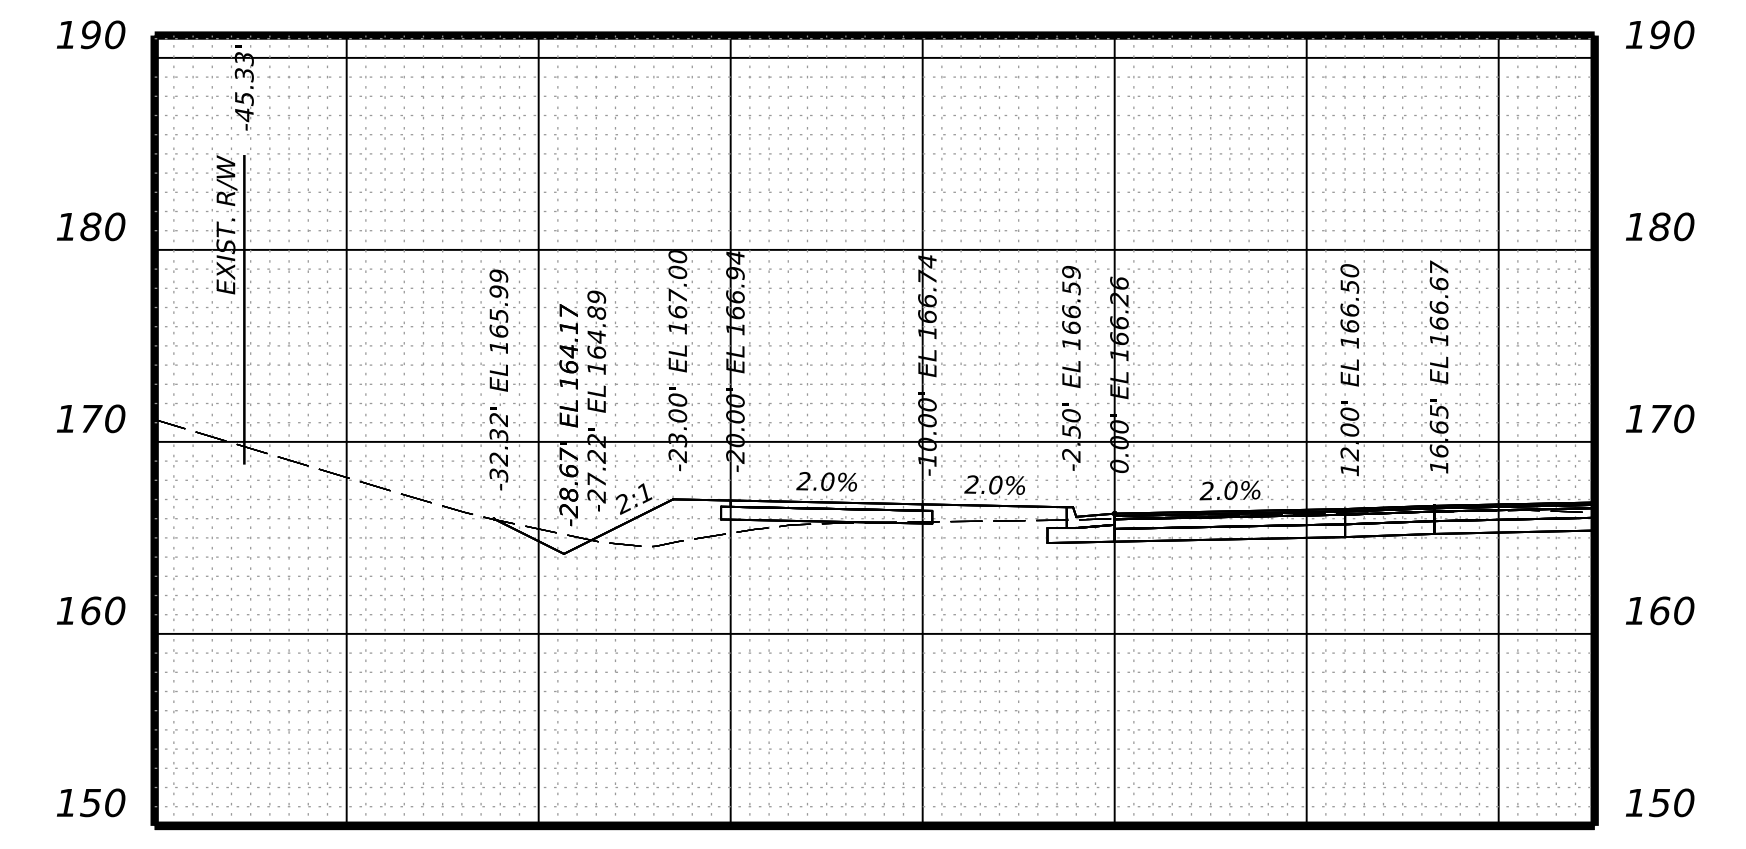 190
190
-45.33'
EXIST. R/W
180
180
-32.32' EL 165.99
-28.67' EL 164.17
-27.22' EL 164.89
-23.00' EL 167.00
-20.00' EL 166.94
-10.00' EL 166.74
-2.50' EL 166.59
0.00' EL 166.26
12.00' EL 166.50
16.65' EL 166.67
170
170
2:1
2.0%
2.0%
2.0%
160
160
150
150